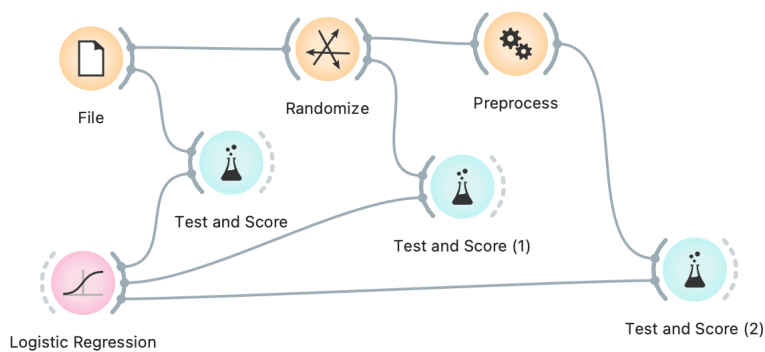 File
Randomize
Preprocess
Test and Score
Test and Score (1)
Test and Score (2)
Logistic Regression